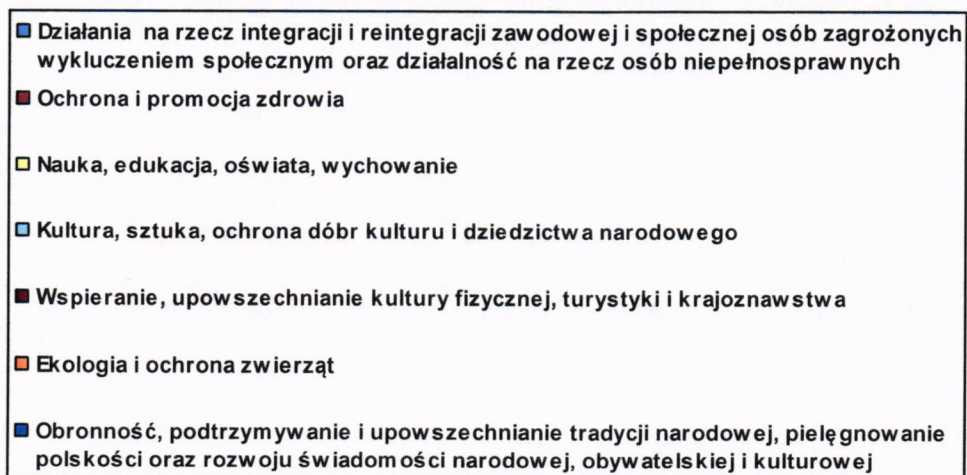 Działania na rzecz integracji i reintegracji zawodowej i społecznej osób zagrożonych
wykluczeniem społecznym oraz działalność na rzecz osób niepełnosprawnych
Ochrona i promocja zdrowia
Nauka, edukacja, oświata, wychowanie
Kultura, sztuka, ochrona dóbr kulturu i dziedzictwa narodowego
Wspieranie, upowszechnianie kultury fizycznej, turystyki i krajoznawstwa
Ekologia i ochrona zwierząt
Obronność, podtrzymywanie i upowszechnianie tradycji narodowej, pielęgnowanie
polskości oraz rozwoju świadomości narodowej, obywatelskiej i kulturowej